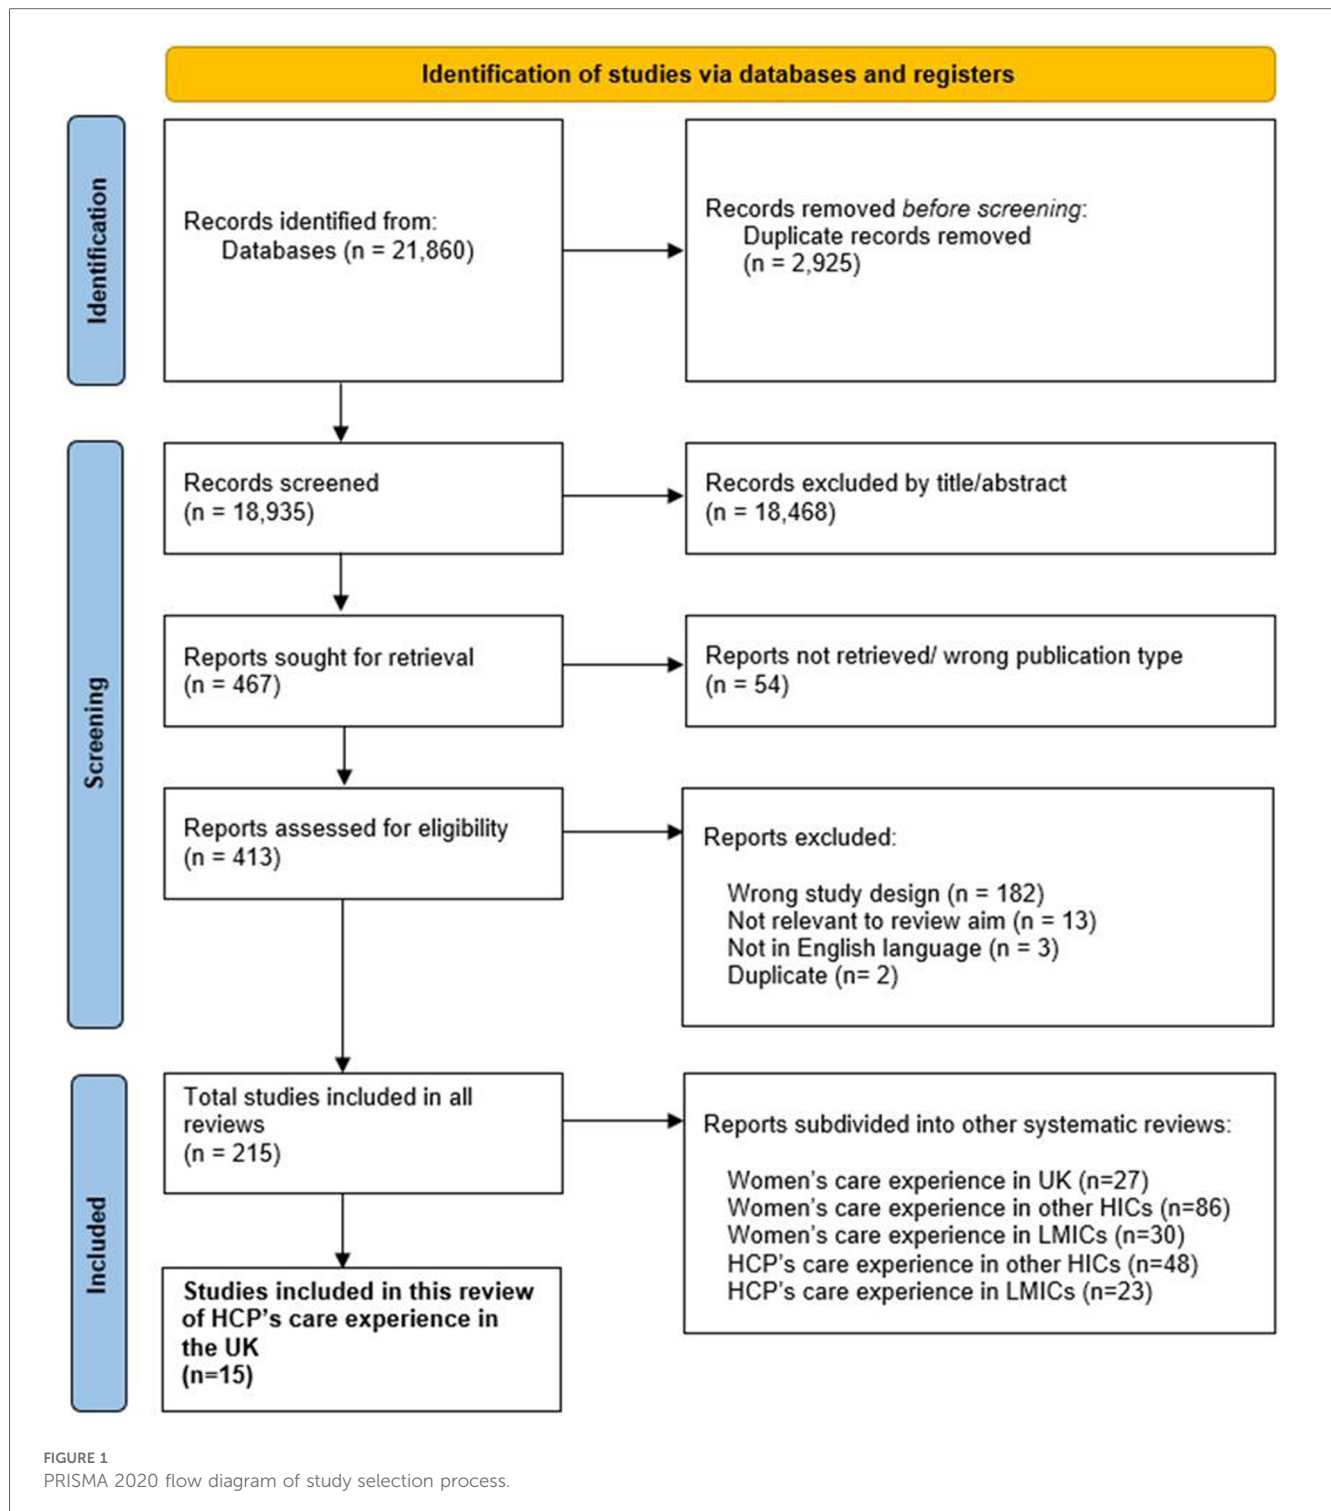 Identification of studies via databases and registers
Identification
Records identified from:
Databases (n = 21,860)
Records removed before screening:
Duplicate records removed
(n = 2,925)
Screening
Records screened
(n = 18,935)
Records excluded by title/abstract
(n = 18,468)
Reports sought for retrieval
(n = 467)
Reports not retrieved/ wrong publication type
(n = 54)
Reports assessed for eligibility
(n = 413)
Reports excluded:
Wrong study design (n = 182)
Not relevant to review aim (n = 13)
Not in English language (n = 3)
Duplicate (n= 2)
Included
Total studies included in all
reviews
(n = 215)
Reports subdivided into other systematic reviews:
Women’s care experience in UK (n=27)
Women’s care experience in other HICs (n=86)
Women’s care experience in LMICs (n=30)
HCP’s care experience in other HICs (n=48)
HCP’s care experience in LMICs (n=23)
Studies included in this review
of HCP’s care experience in
the UK
(n=15)
FIGURE 1
PRISMA 2020 flow diagram of study selection process.